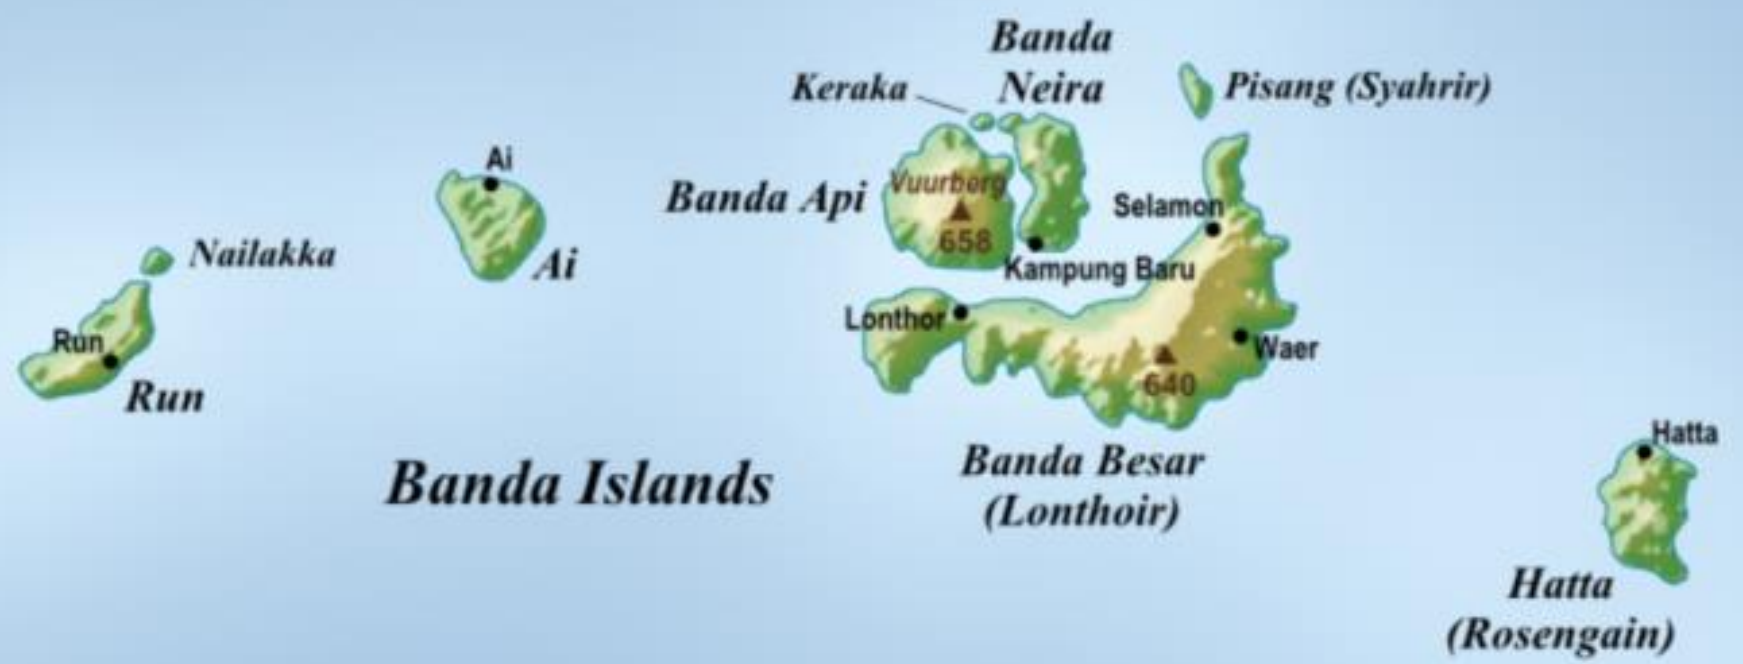 Banda
Neira
Keraka
Pisang (Syahrir)
Ai
Banda Api
Vuurberg
Selamon
658
Kampung Baru
Nailakka
Ai
Lonthor
Run
Waer
640
Run
Banda Islands
Banda Besar
(Lonthoir)
Hatta
Hatta
(Rosengain)